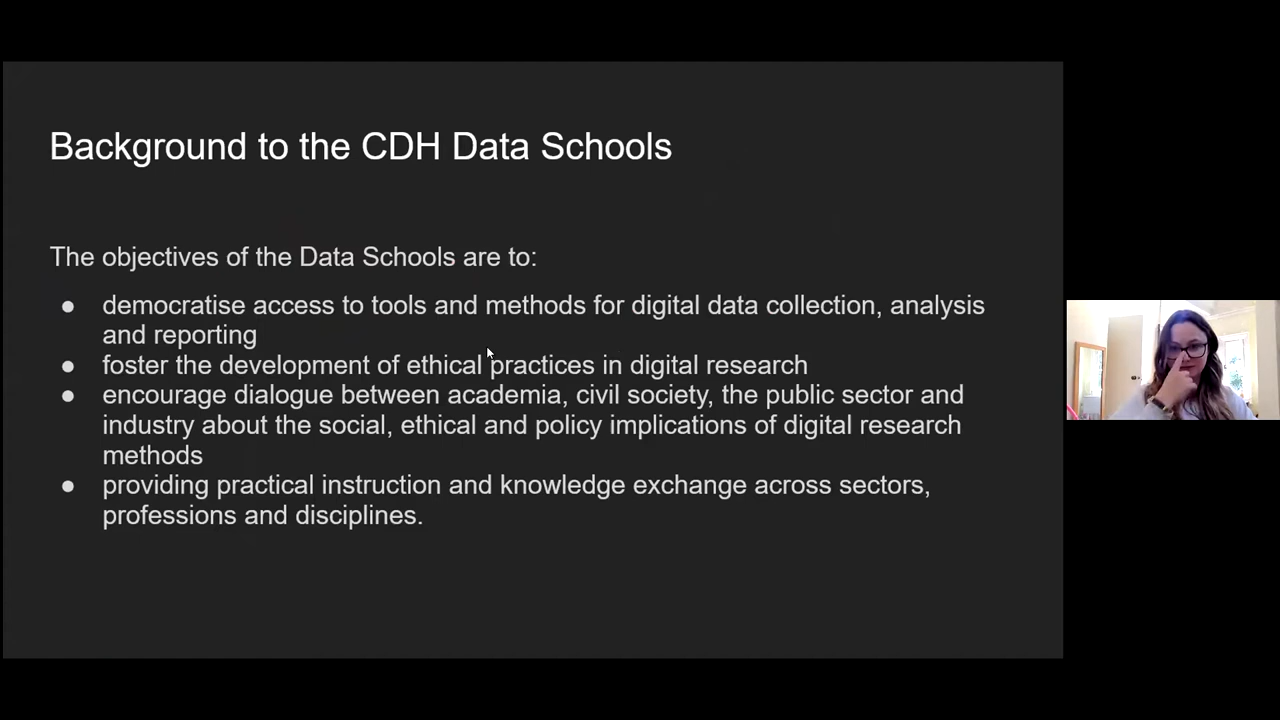 Background to the CDH Data Schools
The objectives of the Data Schools are to:
● democratise access to tools and methods for digital data collection, analysis
and reporting
● foster the development of ethical practices in digital research
● encourage dialogue between academia, civil society, the public sector and
industry about the social, ethical and policy implications of digital research
methods
● providing practical instruction and knowledge exchange across sectors,
professions and disciplines.